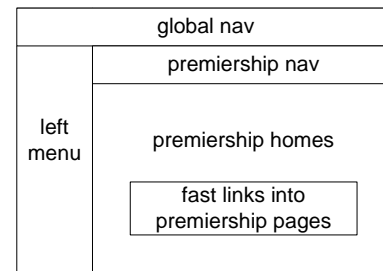 global nav
premiership nav
left
menu
premiership homes
fast links into
premiership pages